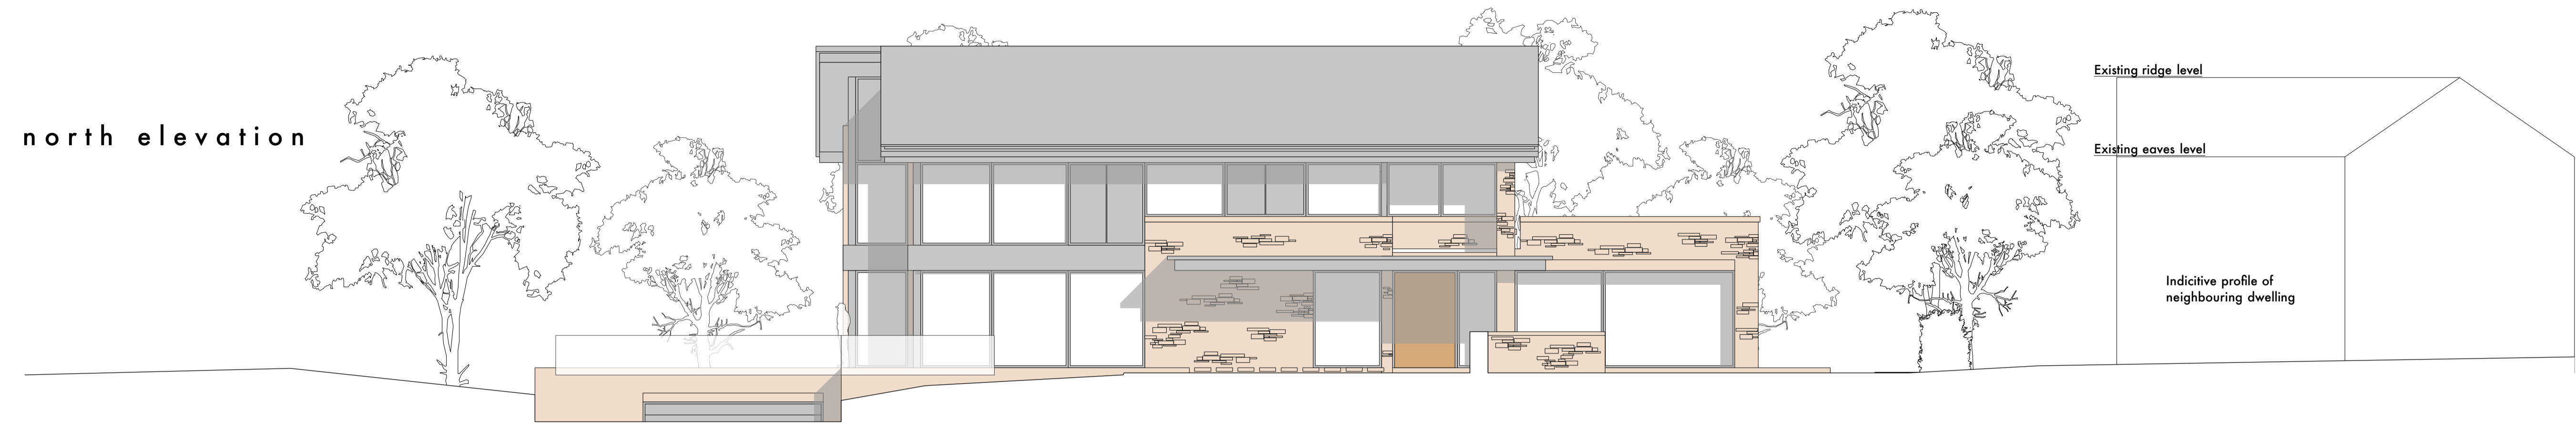 north elevation
Existing ridge level
Existing eaves level
Indicitive profile of
neighbouring dwelling